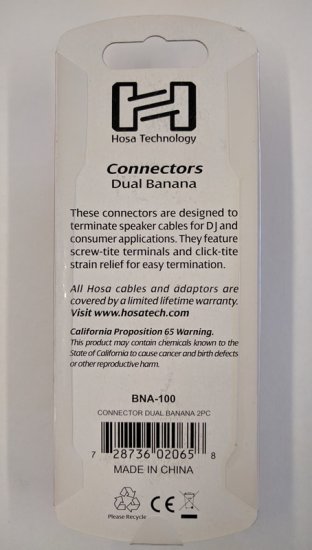 Hosa Technology
Connectors
Dual Banana
These connectors are designed to
terminate speaker cables for DJ and
consumer applications. They feature
screw-tite terminals and click-tite
strain relief for easy termination.
All Hosa cables and adaptors are
covered by a limited lifetime warranty.
Visit www.hosatech.com
California Proposition 65 Warning.
This product may contain chemicals known to the
State of California to cause cancer and birth defects
or other reproductive harm.
BNA-100
CONNECTOR DUAL BANANA 2PC
7 28736 02065 8
MADE IN CHINA
CE
Please Recycle